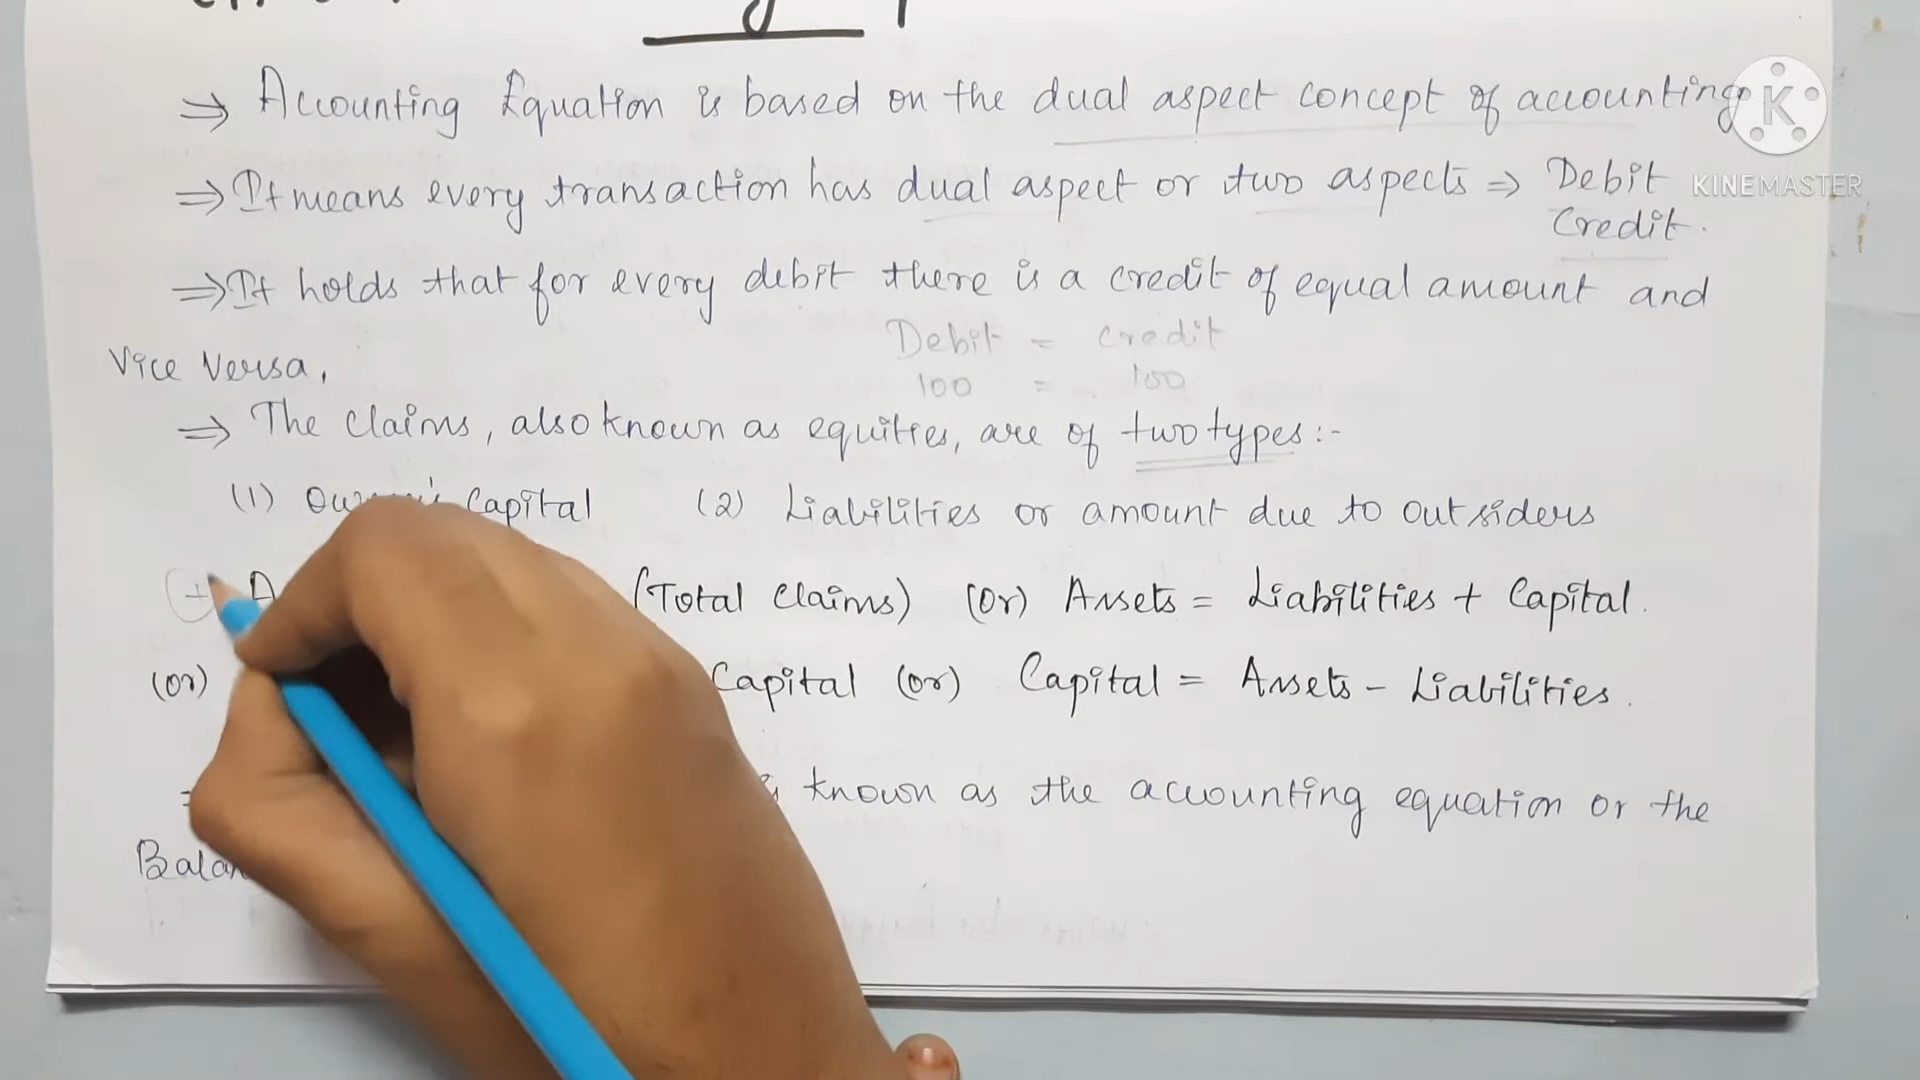 ⇒ Accounting Equation is based on the dual aspect concept of accounting
⇒ It means every transaction has dual aspect or two aspects ⇒ Debit
Credit.
⇒ It holds that for every debit there is a credit of equal amount and
Debit = credit
Vice Versa,
100 = 100
⇒ The claims, also known as equities, are of two types:-
(1) Capital (2) Liabilities or amount due to outsiders
+ A (Total Claims) (Or) Assets = Liabilities + Capital.
(or) Capital (or) Capital = Assets - Liabilities.
known as the accounting equation or the
K
KINEMASTER